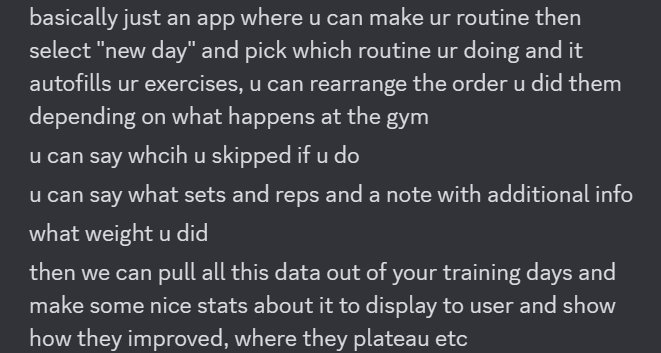 basically just an app where u can make ur routine then
select "new day" and pick which routine ur doing and it
autofills ur exercises, u can rearrange the order u did them
depending on what happens at the gym
u can say whcih u skipped if u do
u can say what sets and reps and a note with additional info
what weight u did
then we can pull all this data out of your training days and
make some nice stats about it to display to user and show
how they improved, where they plateau etc